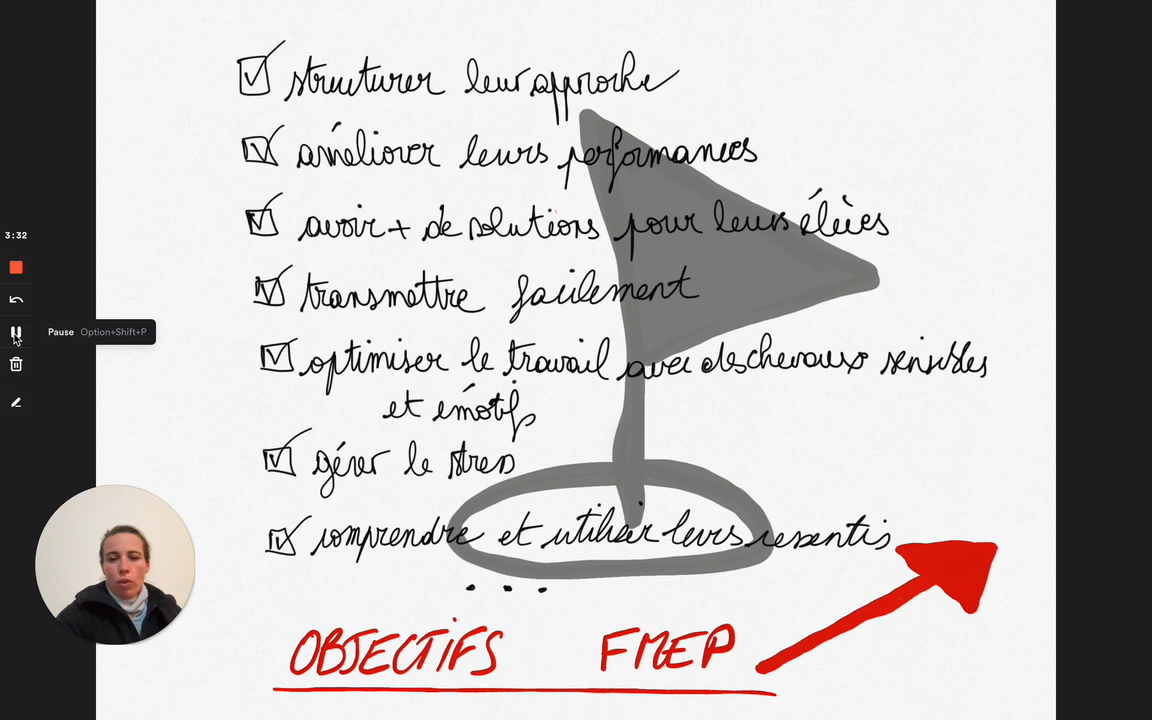 structurer leur approche
améliorer leurs performances
avoir + de solutions pour leurs élèves
transmettre facilement
3:32
Pause Option+Shift+P
optimiser le travail avec des chevaux sensibles
et émotifs
gérer le stress
comprendre et utiliser leurs ressentis
...
OBJECTIFS FMEP